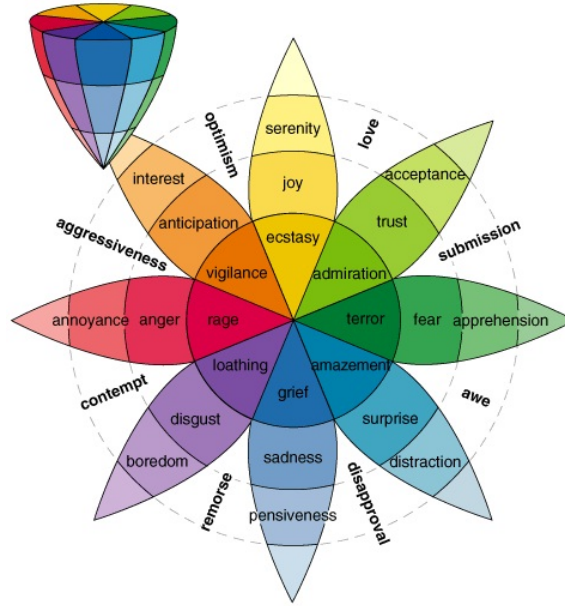 optimism
serenity
love
interest
joy
acceptance
anticipation
trust
aggressiveness
ecstasy
submission
vigilance
admiration
annoyance
anger
rage
terror
fear
apprehension
loathing
amazement
contempt
grief
awe
disgust
surprise
boredom
sadness
distraction
remorse
disapproval
pensiveness